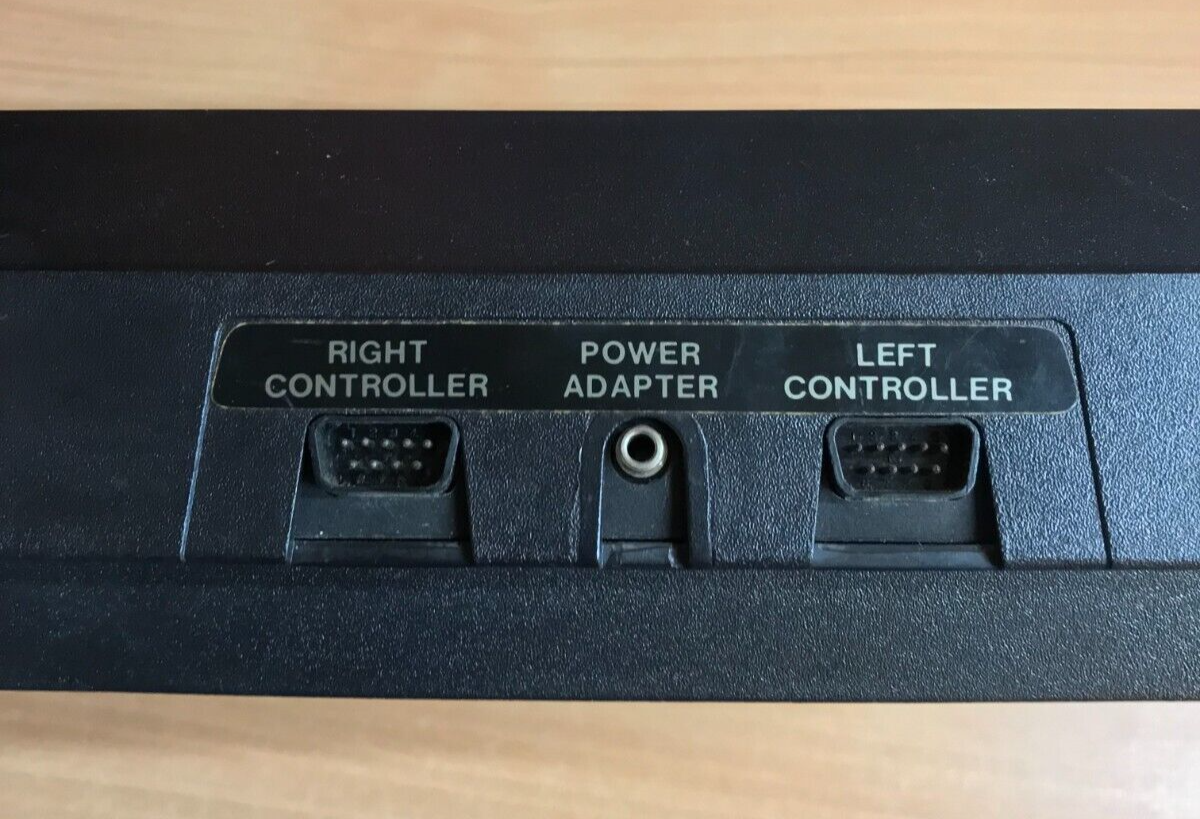 RIGHT CONTROLLER
POWER ADAPTER
LEFT CONTROLLER